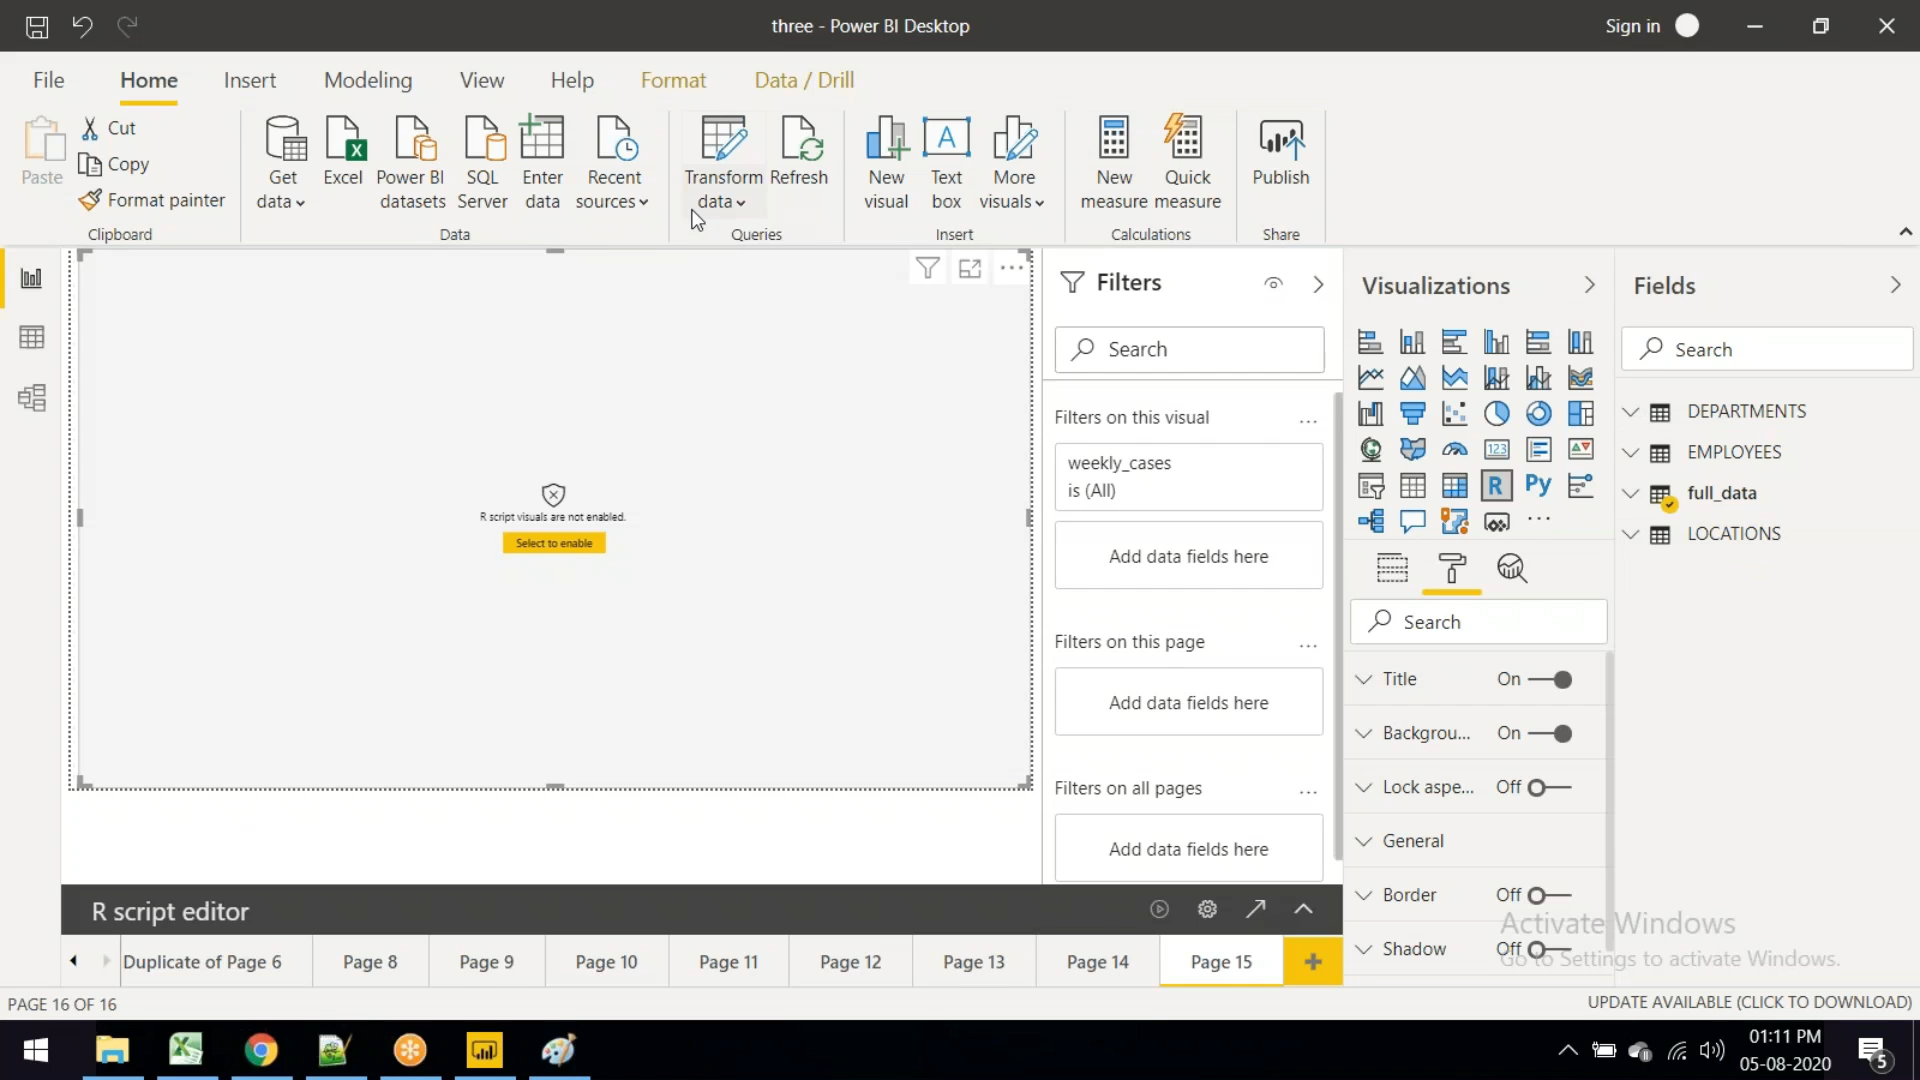 three - Power BI Desktop
Sign in
File
Home
Insert
Modeling
View
Help
Format
Data / Drill
Paste
Cut
Copy
Format painter
Clipboard
Get data
Excel
Power BI datasets
SQL Server
Enter data
Recent sources
Data
Transform data
Refresh
Queries
New visual
Text box
More visuals
Insert
New measure
Quick measure
Calculations
Publish
Share
R script visuals are not enabled.
Select to enable
Filters
Search
Filters on this visual
...
weekly_cases
is (All)
Add data fields here
Filters on this page
...
Add data fields here
Filters on all pages
...
Add data fields here
Visualizations
123
R
Py
...
Search
Title On
Backgrou... On
Lock aspe... Off
General
Border Off
Shadow Off
Fields
Search
DEPARTMENTS
EMPLOYEES
full_data
LOCATIONS
Activate Windows
Go to Settings to activate Windows.
R script editor
Duplicate of Page 6
Page 8
Page 9
Page 10
Page 11
Page 12
Page 13
Page 14
Page 15
PAGE 16 OF 16
UPDATE AVAILABLE (CLICK TO DOWNLOAD)
01:11 PM
05-08-2020
5